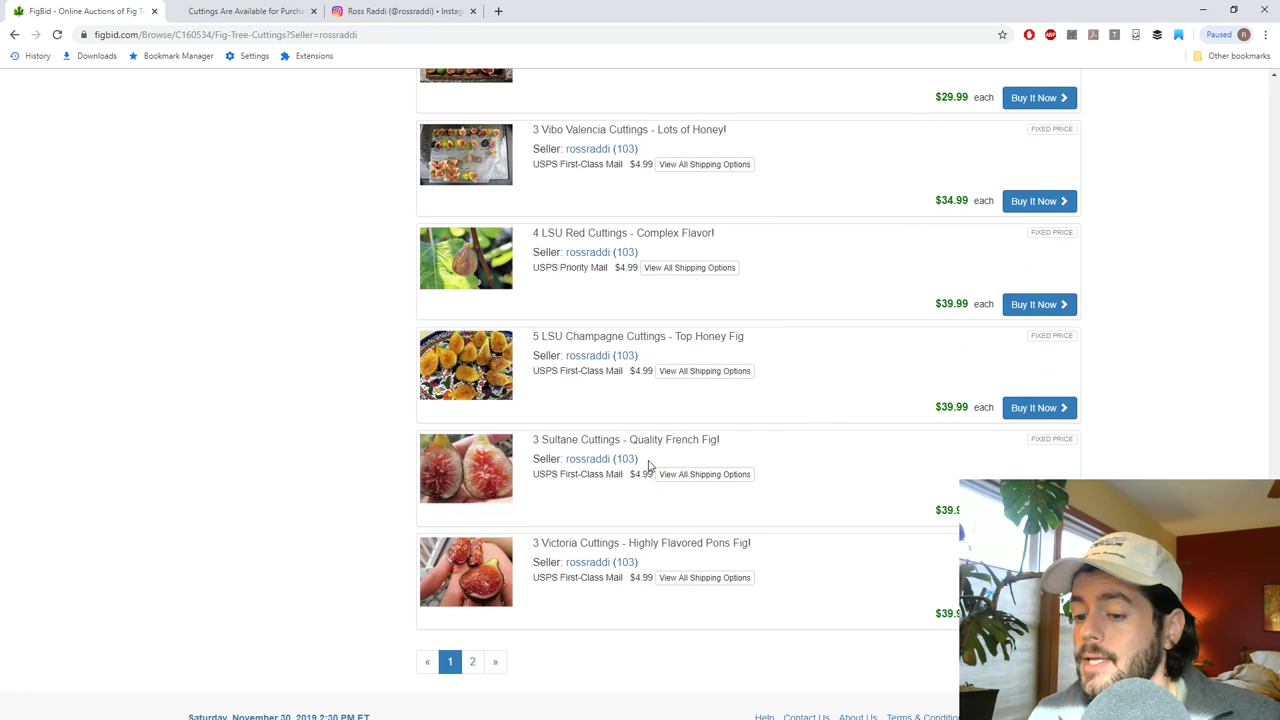 FigBid - Online Auctions of Fig T
Cuttings Are Available for Purcha
Ross Raddi (@rossraddi) • Instag
figbid.com/Browse/C160534/Fig-Tree-Cuttings?Seller=rossraddi
Paused
R
History
Downloads
Bookmark Manager
Settings
Extensions
Other bookmarks
$29.99 each
Buy It Now
3 Vibo Valencia Cuttings - Lots of Honey!
FIXED PRICE
Seller: rossraddi (103)
USPS First-Class Mail $4.99 View All Shipping Options
$34.99 each
Buy It Now
4 LSU Red Cuttings - Complex Flavor!
FIXED PRICE
Seller: rossraddi (103)
USPS Priority Mail $4.99 View All Shipping Options
$39.99 each
Buy It Now
5 LSU Champagne Cuttings - Top Honey Fig
FIXED PRICE
Seller: rossraddi (103)
USPS First-Class Mail $4.99 View All Shipping Options
$39.99 each
Buy It Now
3 Sultane Cuttings - Quality French Fig!
FIXED PRICE
Seller: rossraddi (103)
USPS First-Class Mail $4.99 View All Shipping Options
$39.9
3 Victoria Cuttings - Highly Flavored Pons Fig!
Seller: rossraddi (103)
USPS First-Class Mail $4.99 View All Shipping Options
$39.9
« 1 2 »
Saturday, November 30, 2019 2:30 PM ET
Help Contact Us About Us Terms & Conditio